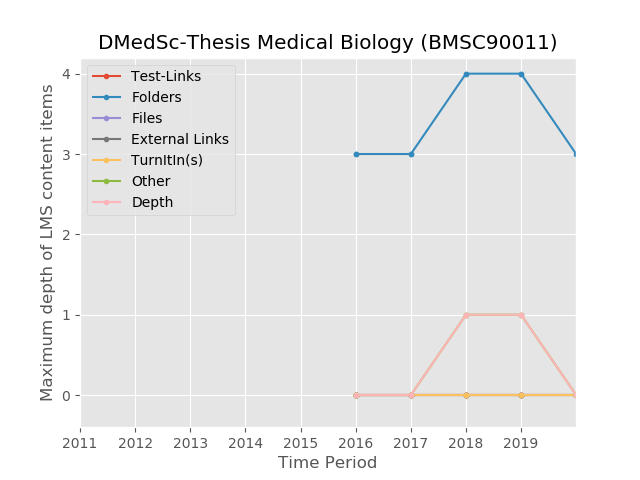 DMedSc-Thesis Medical Biology (BMSC90011)
Test-Links
Folders
Files
External Links
TurnItIn(s)
Other
Depth
Maximum depth of LMS content items
4
3
2
1
0
2011 2012 2013 2014 2015 2016 2017 2018 2019
Time Period